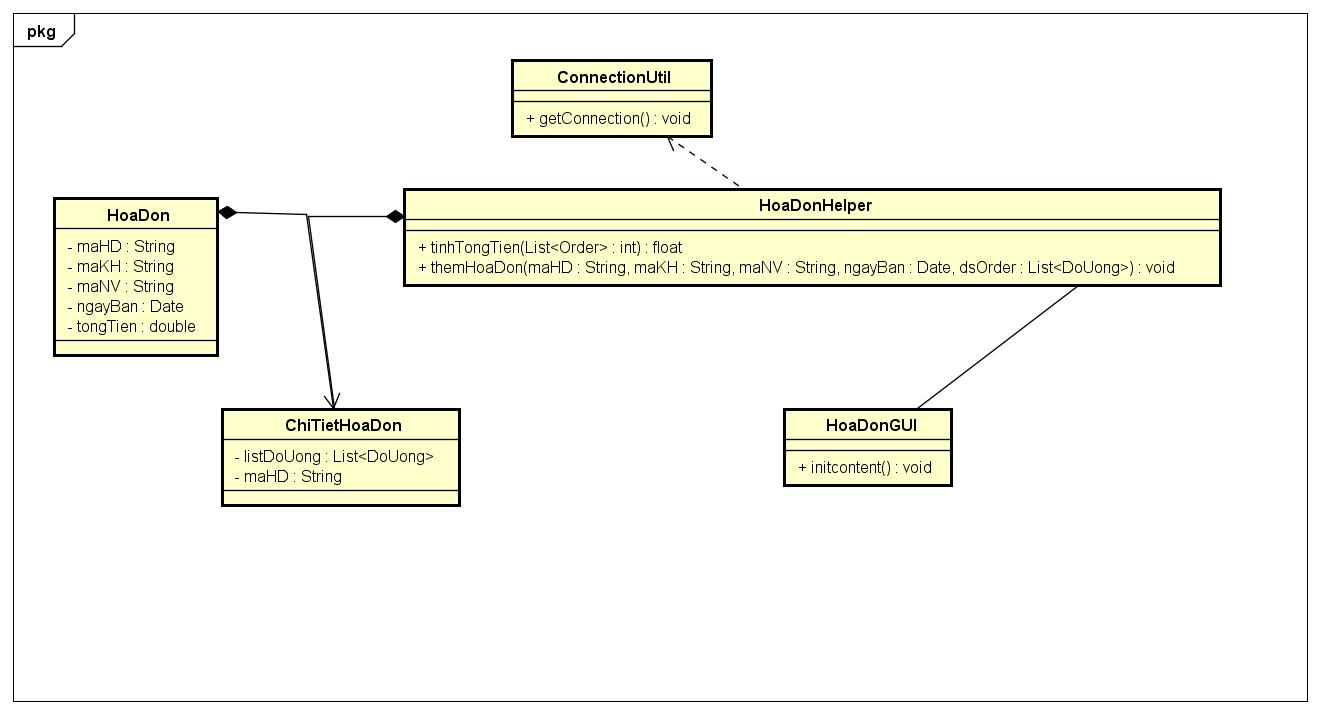 pkg
ConnectionUtil
+ getConnection() : void
HoaDon
- maHD : String
- maKH : String
- maNV : String
- ngayBan : Date
- tongTien : double
HoaDonHelper
+ tinhTongTien(List<Order> : int) : float
+ themHoaDon(maHD : String, maKH : String, maNV : String, ngayBan : Date, dsOrder : List<DoUong>) : void
ChiTietHoaDon
- listDoUong : List<DoUong>
- maHD : String
HoaDonGUI
+ initcontent() : void